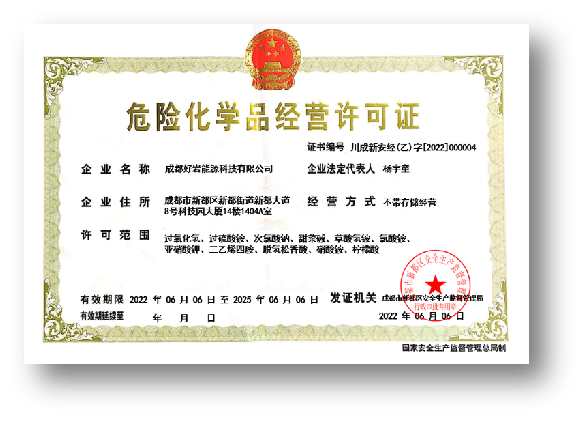 危险化学品经营许可证
证书编号 川成新安经(乙)字[2022]000004
企业名称 成都好岩能源科技有限公司 企业法定代表人 杨宇童
企业住所 成都市新都区新都街道新都大道8号科技园大厦14楼1404A室 经营方式 不带存储经营
许可范围 过氧化氢、过硫酸铵、次氯酸钠、甜菜碱、草酸氢铵、氨酸铵、
亚硝酸钾、二乙烯四胺、脱氢松香酸、硝酸铵、柠檬酸
有效期限 2022 年 06 月 06 日 至 2025 年 06 月 06 日 发证机关 成都市新都区安全生产监督管理局
有效期延续至 年 月 日 2022 年 06 月 06 日
国家安全生产监督管理总局制